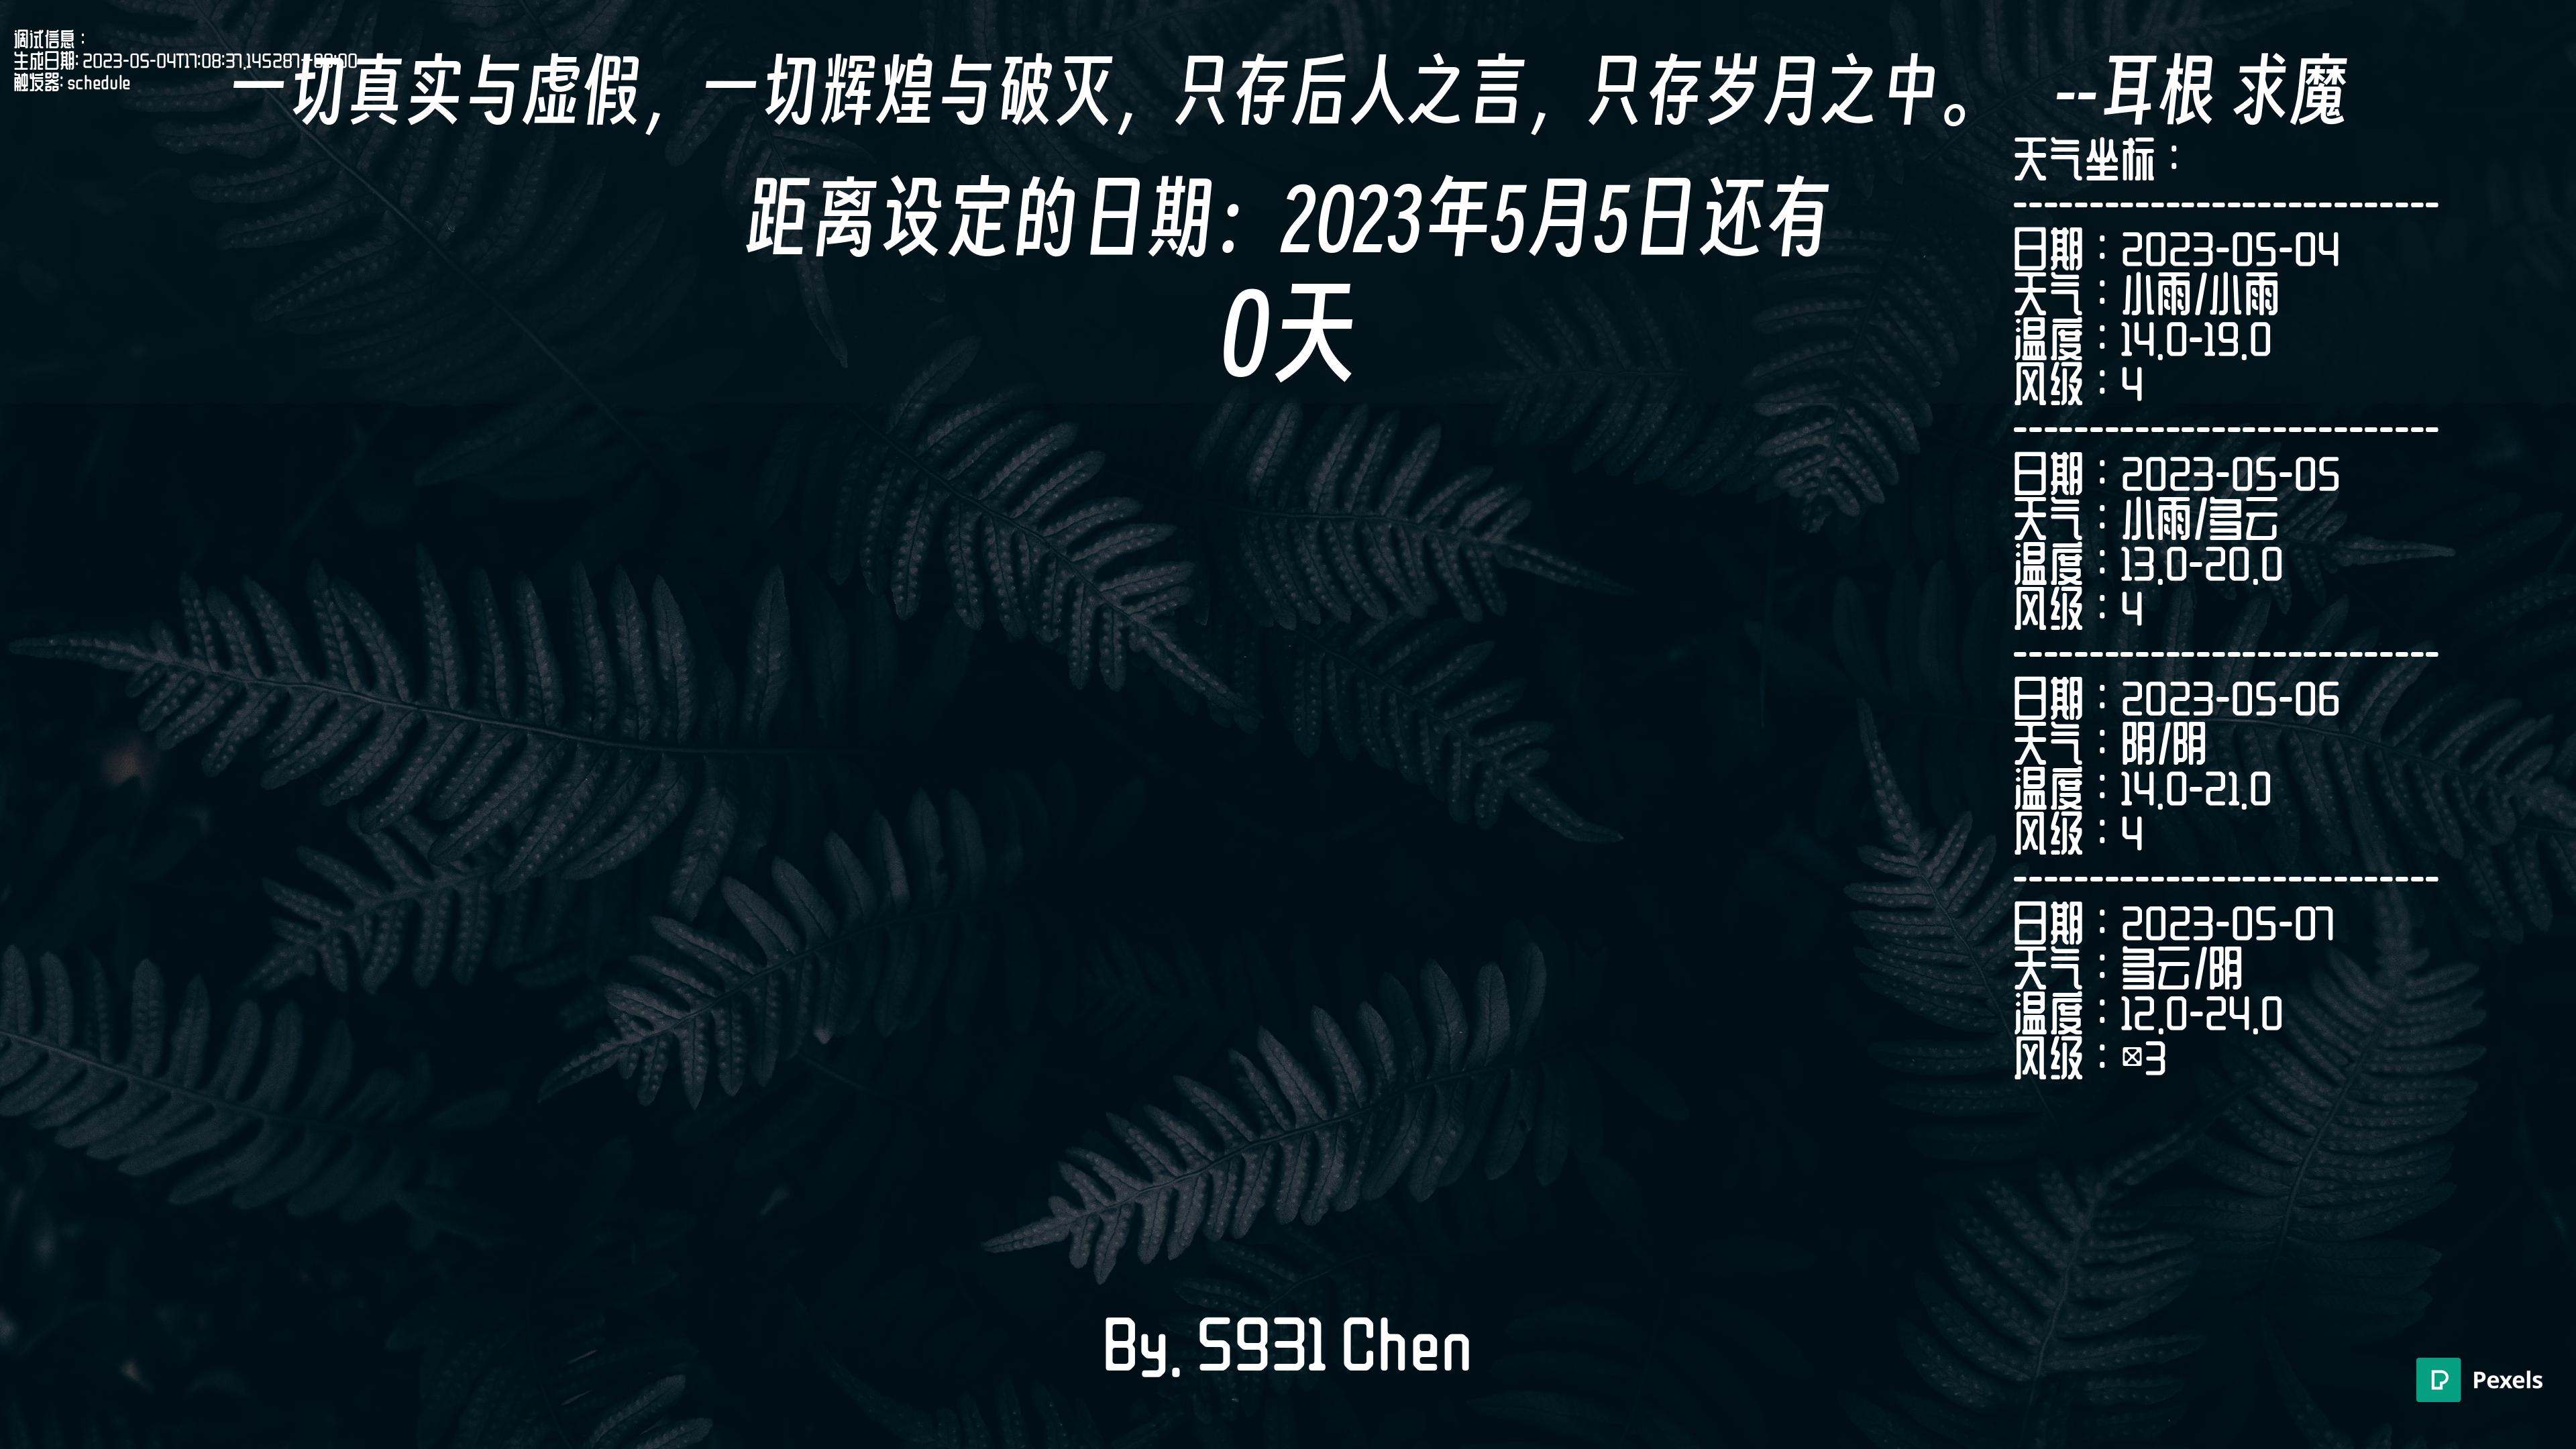 调试信息：
生成日期: 2023-05-04T17:08:37.145287+00:00
触发器: schedule
一切真实与虚假，一切辉煌与破灭，只存后人之言，只存岁月之中。 --耳根 求魔
距离设定的日期：2023年5月5日还有
0天
天气坐标：
----------------------------
日期：2023-05-04
天气：小雨/小雨
温度：14.0-19.0
风级：4
----------------------------
日期：2023-05-05
天气：小雨/多云
温度：13.0-20.0
风级：4
----------------------------
日期：2023-05-06
天气：阴/阴
温度：14.0-21.0
风级：4
----------------------------
日期：2023-05-07
天气：多云/阴
温度：12.0-24.0
风级：☒3
By. S931 Chen
Pexels